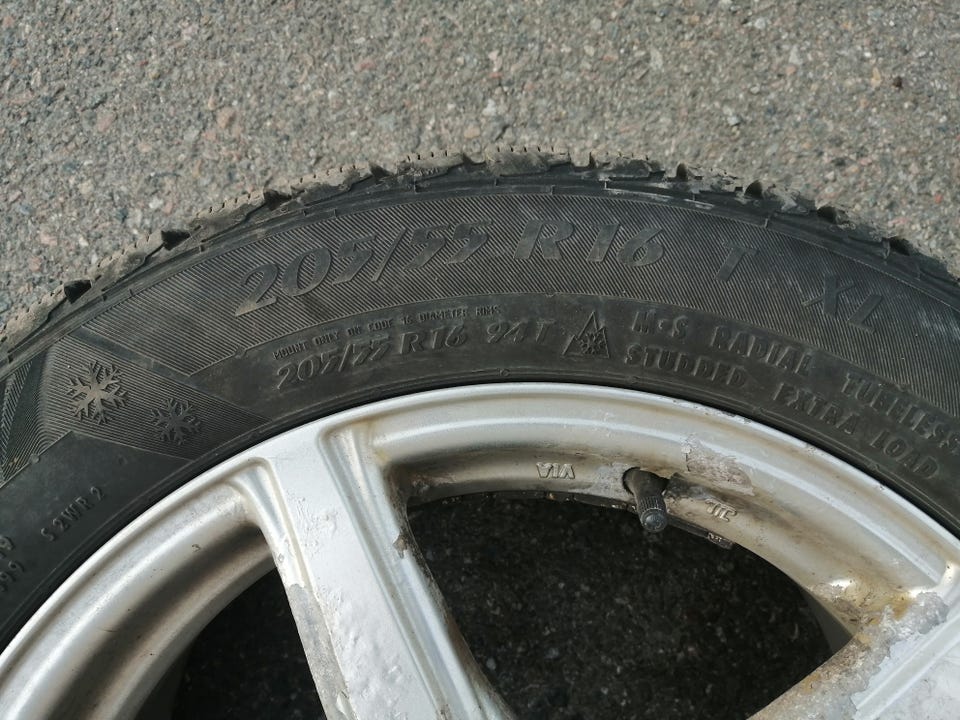 205/55 R16 T XL
MOUNT ONLY ON CODE 16 DIAMETER RIMS
205/55 R16 94T
M+S RADIAL TUBELESS
STUDDED EXTRA LOAD
S2WR2
VIA